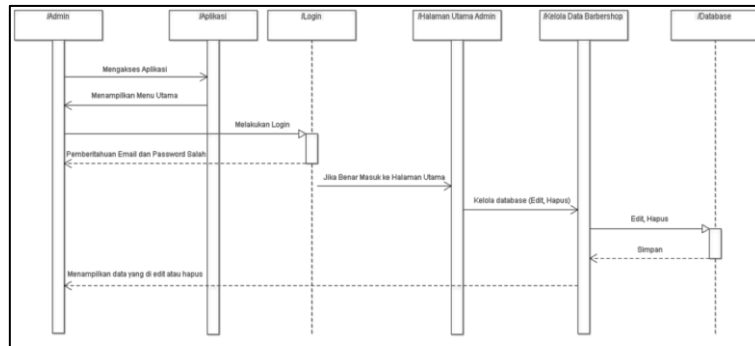 /Admin
/Aplikasi
/Login
/Halaman Utama Admin
/Kelola Data Barbershop
/Database
Mengakses Aplikasi
Menampilkan Menu Utama
Melakukan Login
Pemberitahuan Email dan Password Salah
Jika Benar Masuk ke Halaman Utama
Kelola database (Edit, Hapus)
Edit, Hapus
Simpan
Menampilkan data yang di edit atau hapus